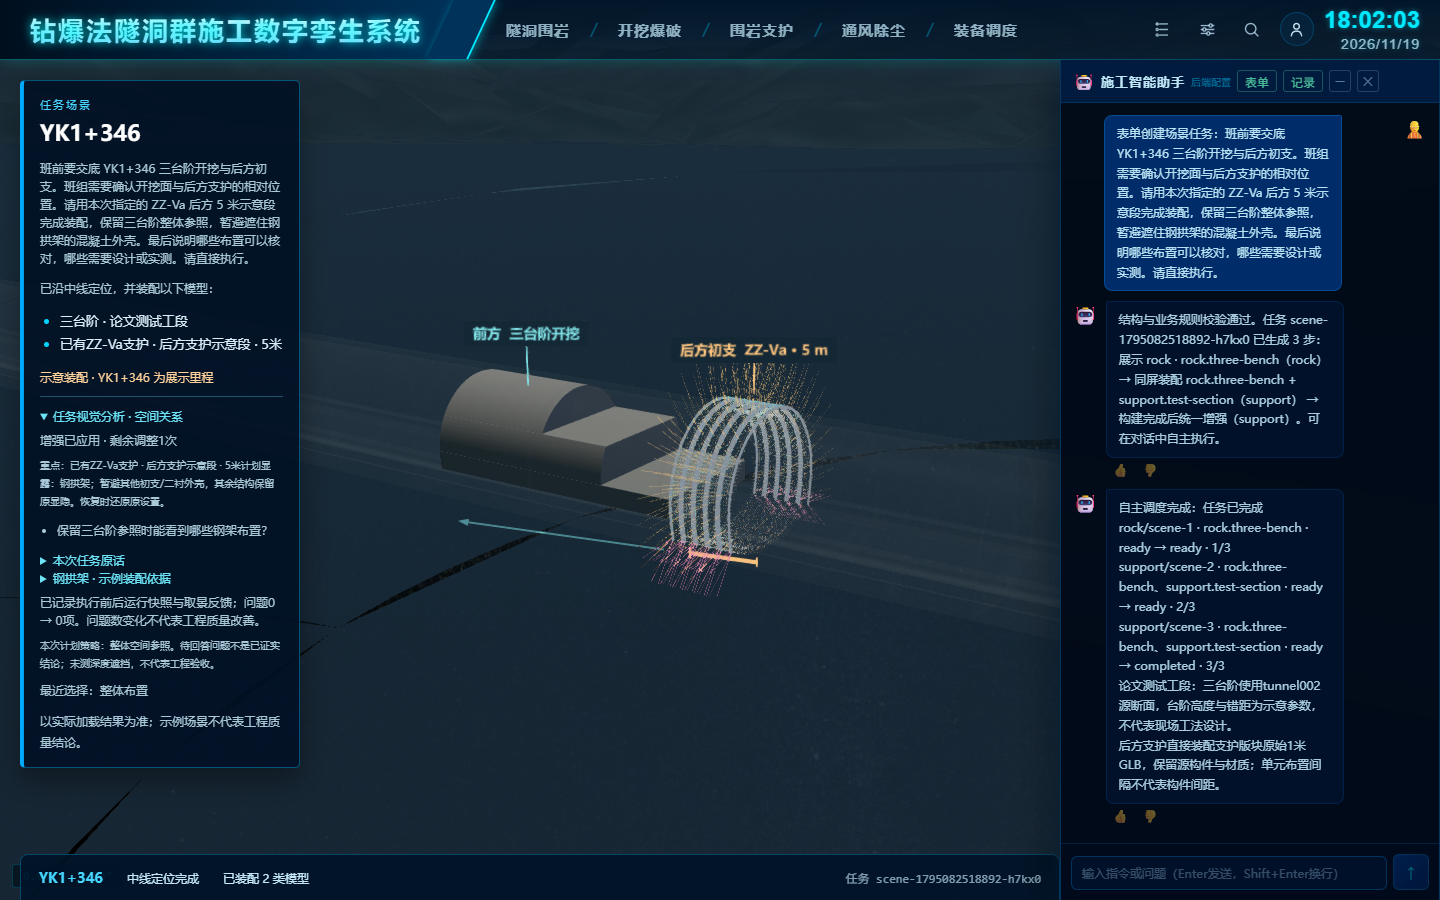 钻爆法隧洞群施工数字孪生系统
隧洞围岩 / 开挖爆破 / 围岩支护 / 通风除尘 / 装备调度
18:02:03
2026/11/19
任务场景
YK1+346
班前要交底 YK1+346 三台阶开挖与后方初
支。班组需要确认开挖面与后方支护的相对位
置。请用本次指定的 ZZ-Va 后方 5 米示意段
完成装配，保留三台阶整体参照，暂避遮住钢
拱架的混凝土外壳。最后说明哪些布置可以核
对，哪些需要设计或实测。请直接执行。
已沿中线定位，并装配以下模型：
• 三台阶 · 论文测试工段
• 已有ZZ-Va支护 · 后方支护示意段 · 5米
示意装配 · YK1+346 为展示里程
▼ 任务视觉分析 · 空间关系
增强已应用 · 剩余调整1次
重点：已有ZZ-Va支护 · 后方支护示意段 · 5米计划显
露：钢拱架；暂避其他初支/二衬外壳，其余结构保留
原显隐。恢复时还原原设置。
• 保留三台阶参照时能看到哪些钢架布置？
▶ 本次任务原话
▶ 钢拱架 · 示例装配依据
已记录执行前后运行快照与取景反馈；问题0
→ 0项。问题数变化不代表工程质量改善。
本次计划策略：整体空间参照。待回答问题不是已证实
结论；未测深度遮挡，不代表工程验收。
最近选择：整体布置
以实际加载结果为准；示例场景不代表工程质
量结论。
前方 三台阶开挖
后方初支 ZZ-Va · 5 m
YK1+346 中线定位完成 已装配 2 类模型
任务 scene-1795082518892-h7kx0
施工智能助手 后端配置 表单 记录
表单创建场景任务：班前要交底
YK1+346 三台阶开挖与后方初支。班组
需要确认开挖面与后方支护的相对位
置。请用本次指定的 ZZ-Va 后方 5 米示
意段完成装配，保留三台阶整体参照，
暂避遮住钢拱架的混凝土外壳。最后说
明哪些布置可以核对，哪些需要设计或
实测。请直接执行。
结构与业务规则校验通过。任务 scene-
1795082518892-h7kx0 已生成 3 步：
展示 rock · rock.three-bench（rock）
→ 同屏装配 rock.three-bench +
support.test-section（support） →
构建完成后统一增强（support）。可
在对话中自主执行。
自主调度完成：任务已完成
rock/scene-1 · rock.three-bench ·
ready → ready · 1/3
support/scene-2 · rock.three-
bench、support.test-section · ready
→ ready · 2/3
support/scene-3 · rock.three-
bench、support.test-section · ready
→ completed · 3/3
论文测试工段：三台阶使用tunnel002
源断面，台阶高度与错距为示意参数，
不代表现场工法设计。
后方支护直接装配支护版块原始1米
GLB，保留源构件与材质；单元布置间
隔不代表构件间距。
输入指令或问题（Enter发送，Shift+Enter换行）